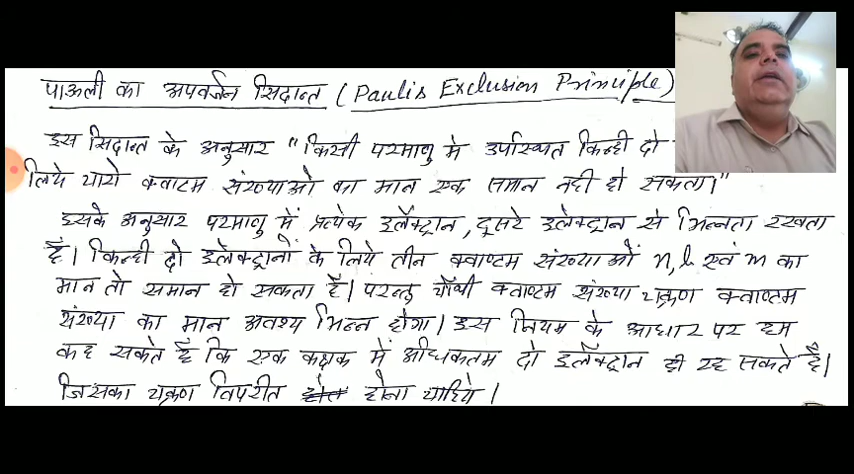 पाऊली का अपवर्जन सिदान्त (Paulis Exclusion Principle)
इस सिदान्त के अनुसार "किसी परमाणु मे उपस्थित किन्ही दो
लिये चारो क्वाटम संख्याओ का मान एक समान नही हो सकता।"
इसके अनुसार परमाणु में प्रत्येक इलैक्ट्रान, दूसरे इलेक्ट्रान से भिन्नता रखता
है। किन्ही दो इलेक्ट्रानों के लिये तीन क्वाण्टम संख्याओं n, l एवं m का
मान तो समान हो सकता है। परन्तु चौथी क्वाण्टम संख्या चक्रण क्वाण्टम
संख्या का मान अवश्य भिन्न होगा। इस नियम के आधार पर हम
कह सकते है कि एक कक्षक में अधिकतम दो इलैक्ट्रान ही रह सकते है।
जिसका चक्रण विपरीत होना चाहिये।